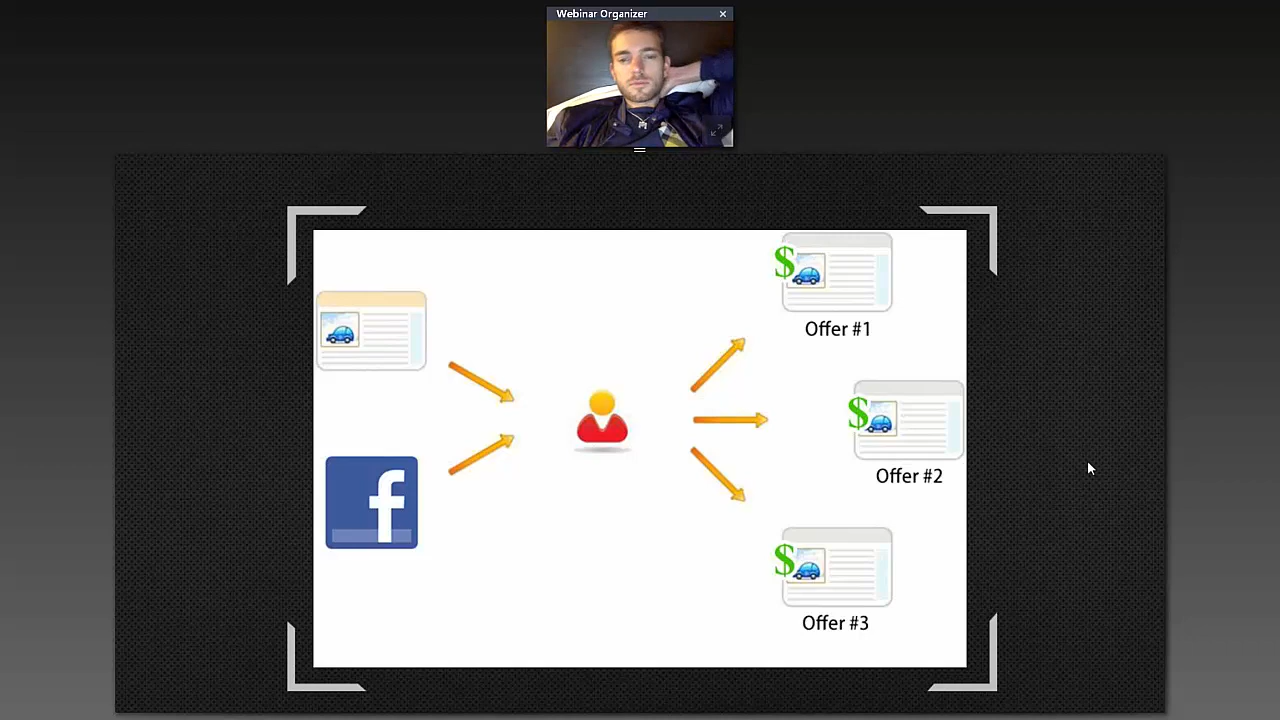 Webinar Organizer
Offer #1
Offer #2
f
Offer #3